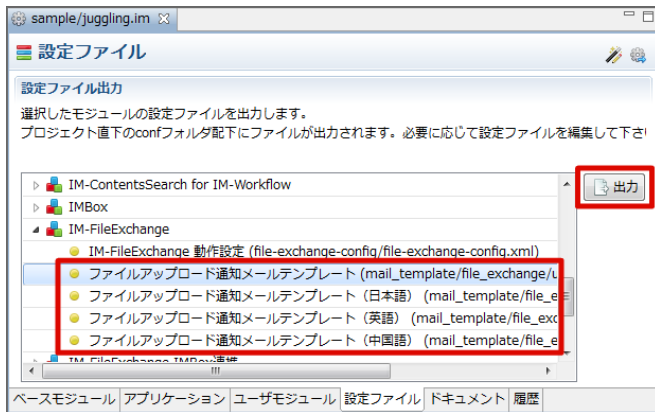 sample/juggling.im
設定ファイル
設定ファイル出力
選択したモジュールの設定ファイルを出力します。
プロジェクト直下のconfフォルダ配下にファイルが出力されます。必要に応じて設定ファイルを編集して下さ
IM-ContentsSearch for IM-Workflow
出力
IMBox
IM-FileExchange
IM-FileExchange 動作設定 (file-exchange-config/file-exchange-config.xml)
ファイルアップロード通知メールテンプレート (mail_template/file_exchange/u
ファイルアップロード通知メールテンプレート（日本語） (mail_template/file_e
ファイルアップロード通知メールテンプレート（英語） (mail_template/file_exc
ファイルアップロード通知メールテンプレート（中国語） (mail_template/file_e
IM-FileExchange IMBox連携
ベースモジュール アプリケーション ユーザモジュール 設定ファイル ドキュメント 履歴